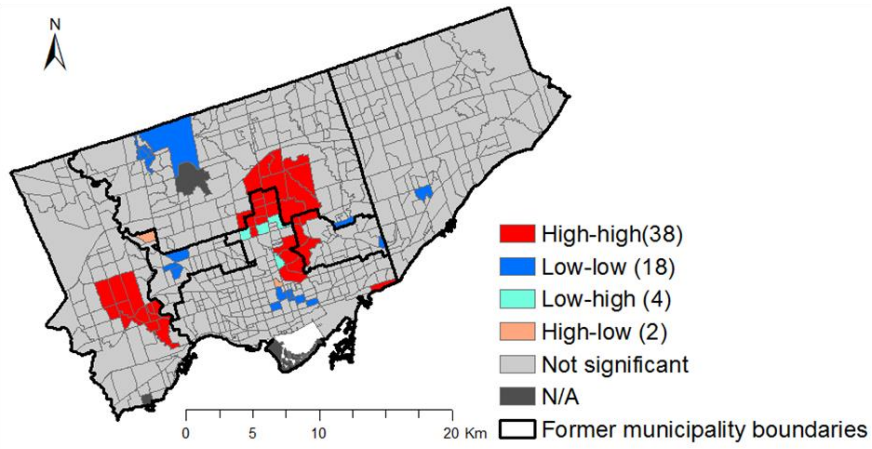 N
High-high(38)
Low-low (18)
Low-high (4)
High-low (2)
Not significant
N/A
Former municipality boundaries
0 5 10 20 Km